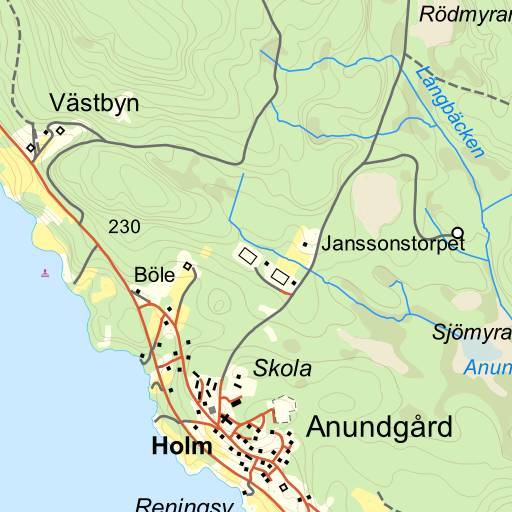 Rödmyran
Långbäcken
Västbyn
230
Janssonstorpet
Böle
Sjömyra
Skola
Anun
Anundgård
Holm
Reningsv